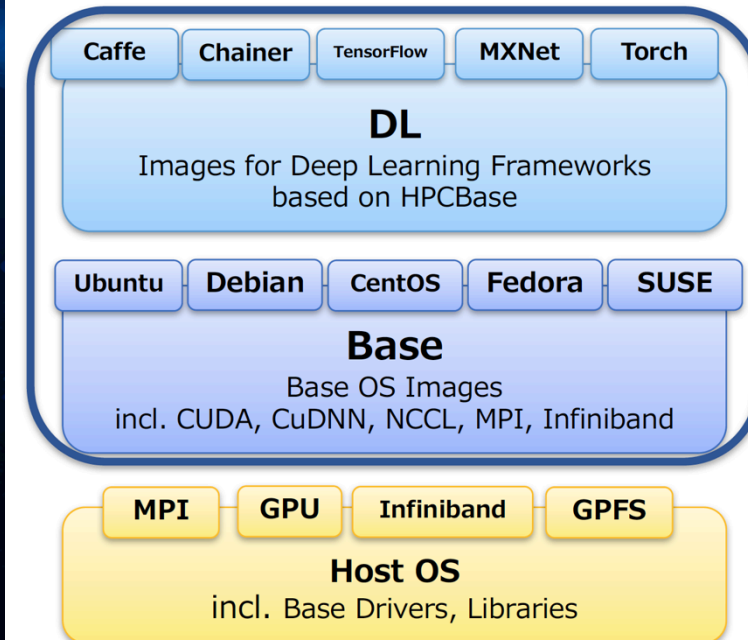 Caffe Chainer TensorFlow MXNet Torch
DL
Images for Deep Learning Frameworks
based on HPCBase
Ubuntu Debian CentOS Fedora SUSE
Base
Base OS Images
incl. CUDA, CuDNN, NCCL, MPI, Infiniband
MPI GPU Infiniband GPFS
Host OS
incl. Base Drivers, Libraries